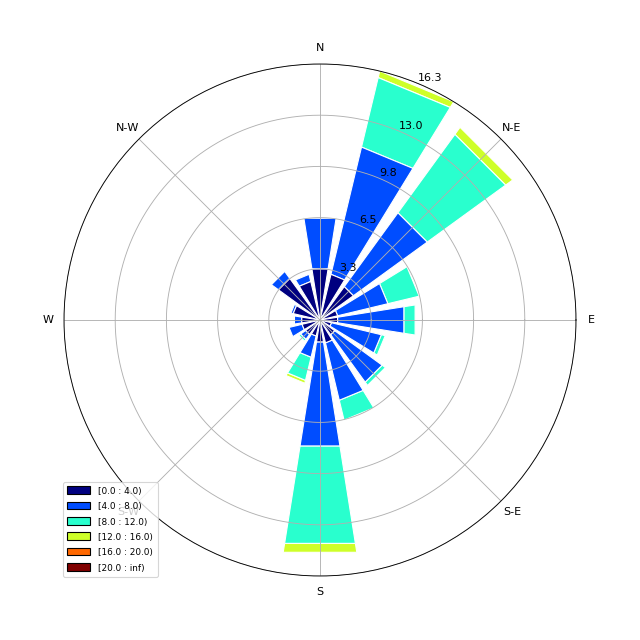 N
16.3
N-W
13.0
N-E
9.8
6.5
3.3
W
E
[0.0 : 4.0)
[4.0 : 8.0)
S-W
S-E
[8.0 : 12.0)
[12.0 : 16.0)
[16.0 : 20.0)
[20.0 : inf)
S